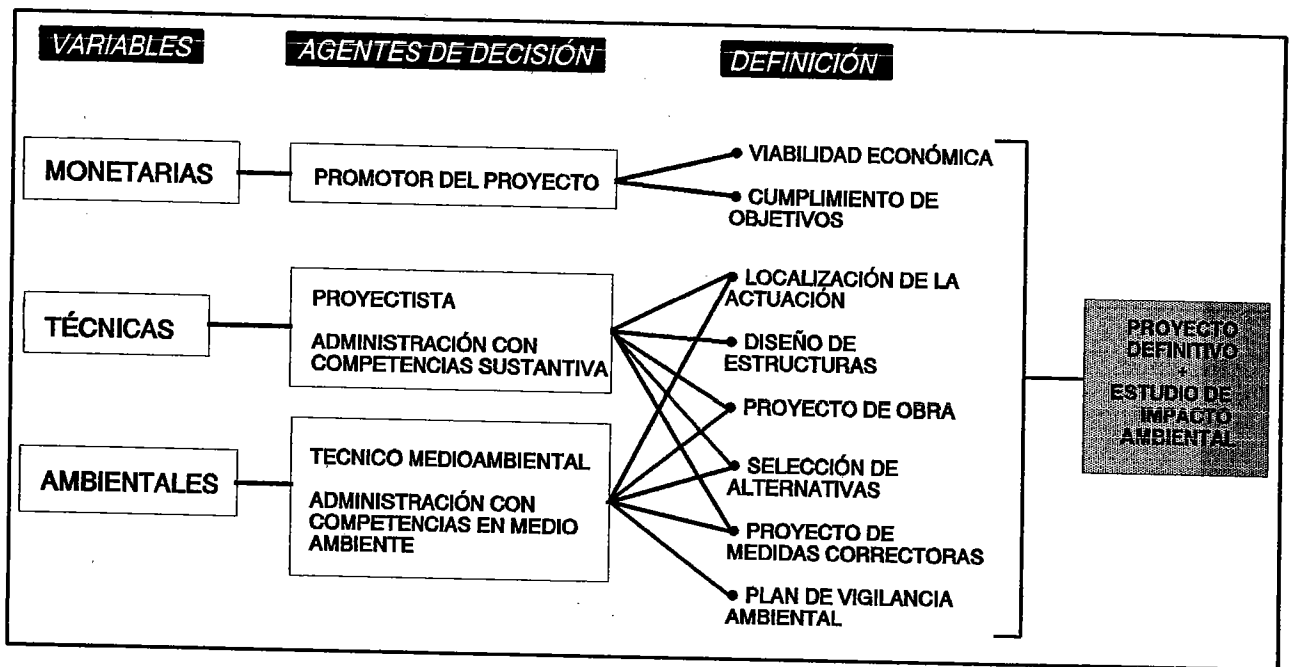 VARIABLES
AGENTES DE DECISIÓN
DEFINICIÓN
MONETARIAS
PROMOTOR DEL PROYECTO
• VIABILIDAD ECONÓMICA
• CUMPLIMIENTO DE
OBJETIVOS
TÉCNICAS
PROYECTISTA
ADMINISTRACIÓN CON
COMPETENCIAS SUSTANTIVA
• LOCALIZACIÓN DE LA
ACTUACIÓN
• DISEÑO DE
ESTRUCTURAS
• PROYECTO DE OBRA
AMBIENTALES
TECNICO MEDIOAMBIENTAL
ADMINISTRACIÓN CON
COMPETENCIAS EN MEDIO
AMBIENTE
• SELECCIÓN DE
ALTERNATIVAS
• PROYECTO DE
MEDIDAS CORRECTORAS
• PLAN DE VIGILANCIA
AMBIENTAL
PROYECTO
DEFINITIVO
+
ESTUDIO DE
IMPACTO
AMBIENTAL